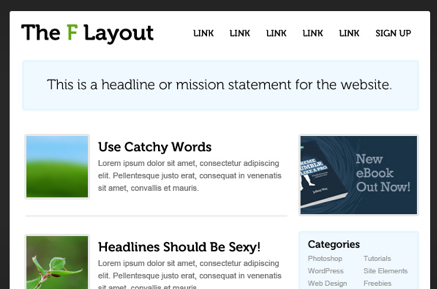 The F Layout
LINK LINK LINK LINK LINK SIGN UP
This is a headline or mission statement for the website.
Use Catchy Words
Lorem ipsum dolor sit amet, consectetur adipiscing
elit. Pellentesque justo erat, consequat in venenatis
sit amet, convallis et mauris.
New
eBook
Out Now!
Headlines Should Be Sexy!
Lorem ipsum dolor sit amet, consectetur adipiscing
elit. Pellentesque justo erat, consequat in venenatis
sit amet, convallis et mauris.
Categories
Photoshop Tutorials
WordPress Site Elements
Web Design Freebies